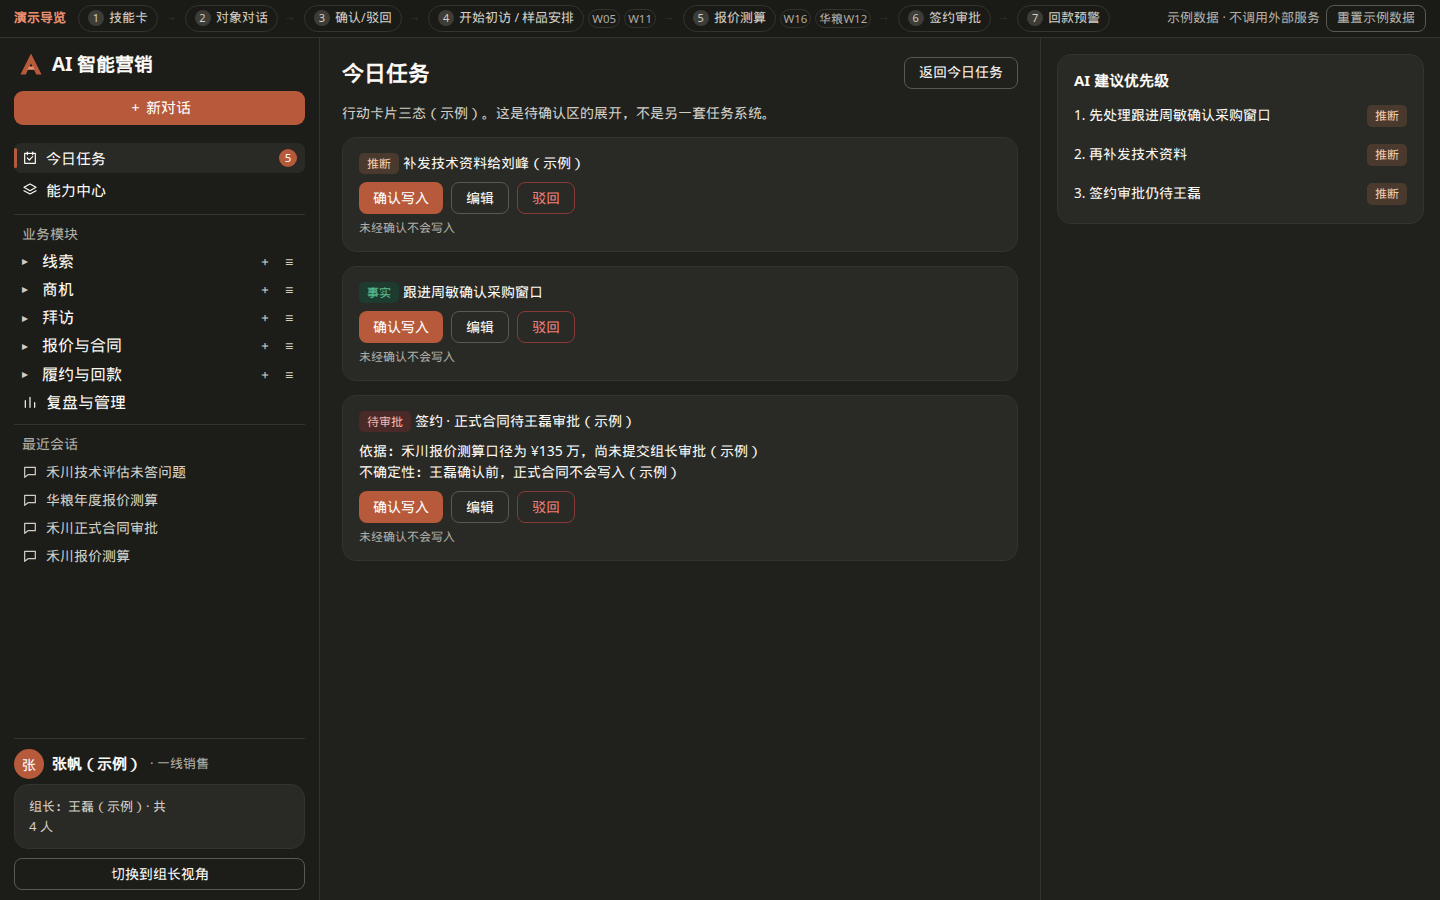 演示导览 1 技能卡 → 2 对象对话 → 3 确认/驳回 → 4 开始初访 / 样品安排 W05 W11 → 5 报价测算 W16 华粮W12 → 6 签约审批 → 7 回款预警 示例数据 · 不调用外部服务 重置示例数据
AI 智能营销
+ 新对话
今日任务 5
能力中心
业务模块
▸ 线索 + ≡
▸ 商机 + ≡
▸ 拜访 + ≡
▸ 报价与合同 + ≡
▸ 履约与回款 + ≡
复盘与管理
最近会话
禾川技术评估未答问题
华粮年度报价测算
禾川正式合同审批
禾川报价测算
张 张帆（示例） · 一线销售
组长：王磊（示例）· 共
4 人
切换到组长视角
今日任务 返回今日任务
行动卡片三态（示例）。这是待确认区的展开，不是另一套任务系统。
推断 补发技术资料给刘峰（示例）
确认写入 编辑 驳回
未经确认不会写入
事实 跟进周敏确认采购窗口
确认写入 编辑 驳回
未经确认不会写入
待审批 签约 · 正式合同待王磊审批（示例）
依据：禾川报价测算口径为 ¥135 万，尚未提交组长审批（示例）
不确定性：王磊确认前，正式合同不会写入（示例）
确认写入 编辑 驳回
未经确认不会写入
AI 建议优先级
1. 先处理跟进周敏确认采购窗口 推断
2. 再补发技术资料 推断
3. 签约审批仍待王磊 推断